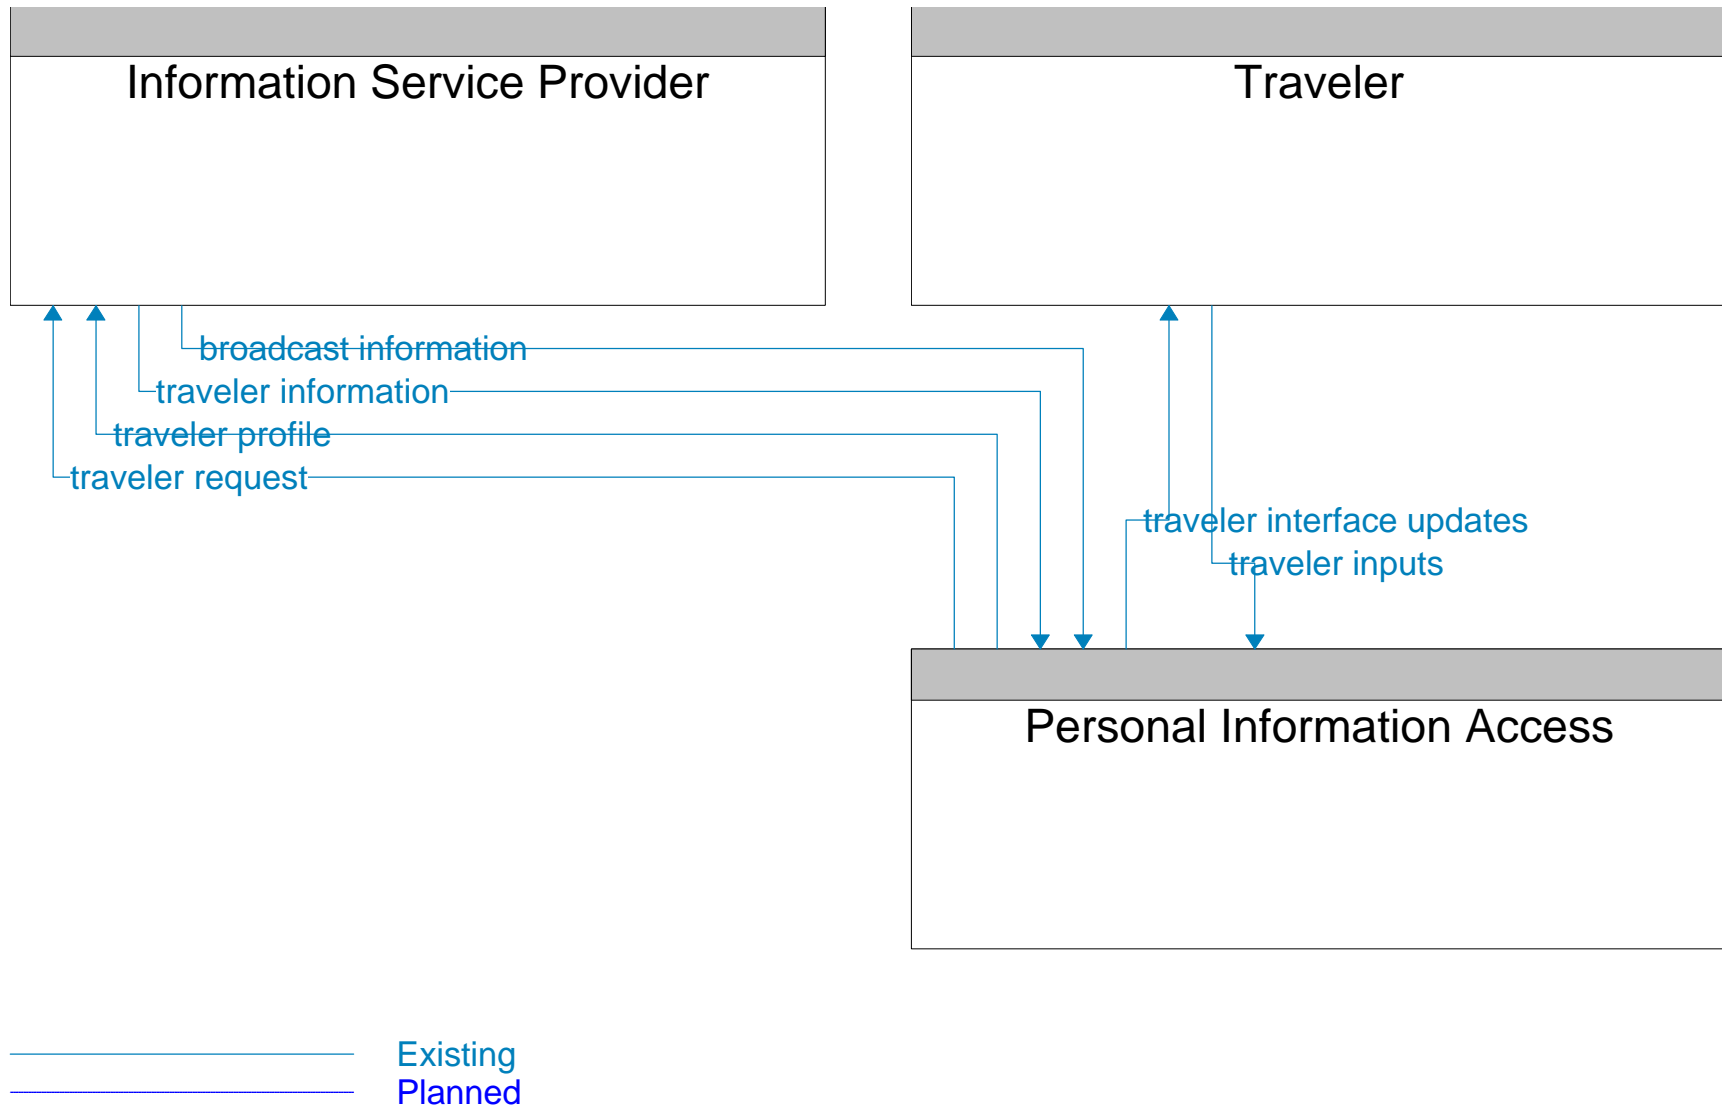 Information Service Provider
Traveler
broadcast information
traveler information
traveler profile
traveler request
traveler interface updates
traveler inputs
Personal Information Access
Existing
Planned